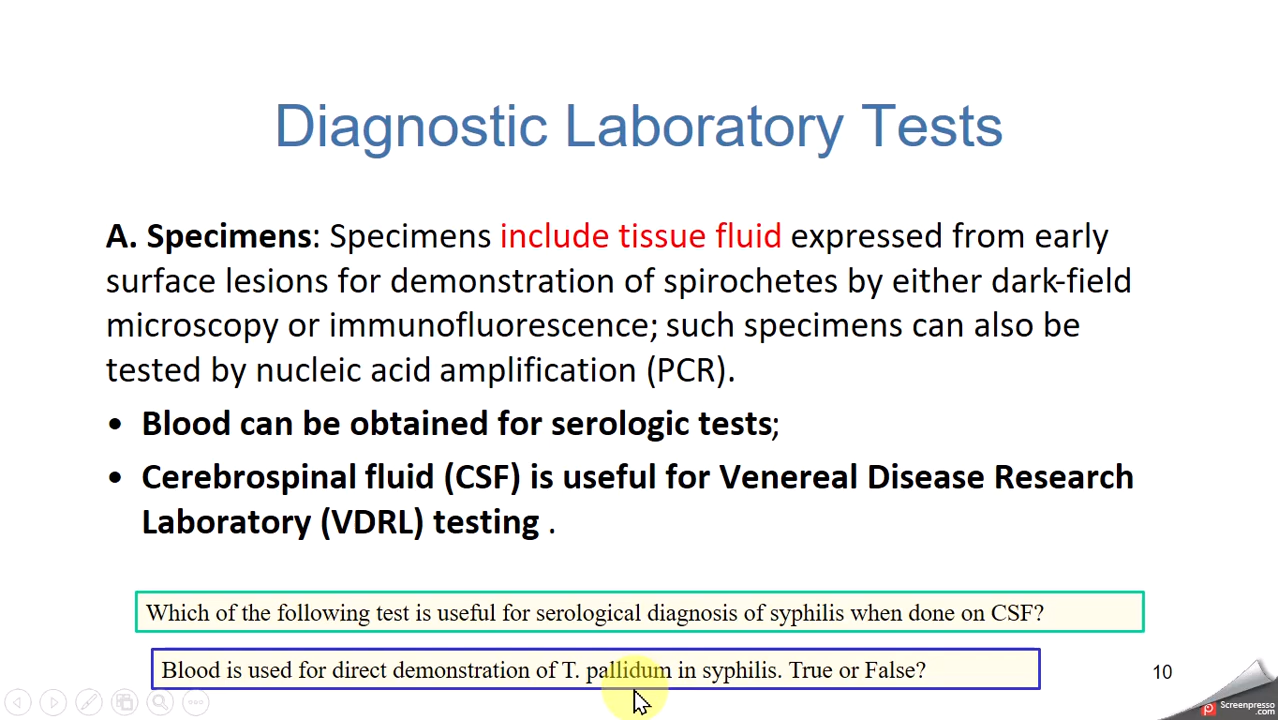 Diagnostic Laboratory Tests
A. Specimens: Specimens include tissue fluid expressed from early
surface lesions for demonstration of spirochetes by either dark-field
microscopy or immunofluorescence; such specimens can also be
tested by nucleic acid amplification (PCR).
• Blood can be obtained for serologic tests;
• Cerebrospinal fluid (CSF) is useful for Venereal Disease Research
Laboratory (VDRL) testing .
Which of the following test is useful for serological diagnosis of syphilis when done on CSF?
Blood is used for direct demonstration of T. pallidum in syphilis. True or False?
10
Screenpresso
.com